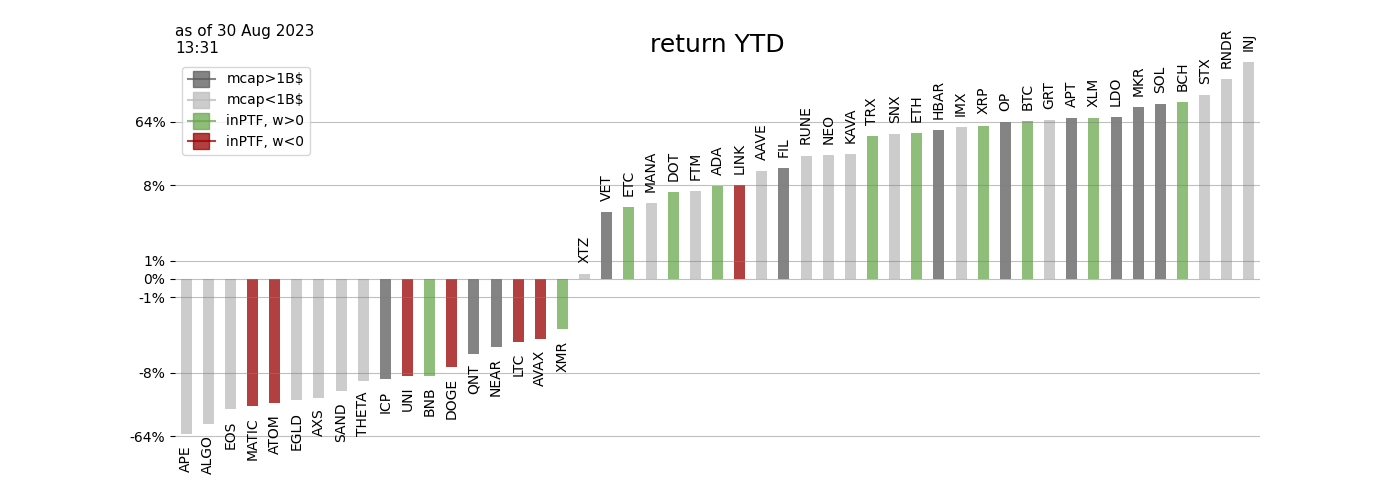 as of 30 Aug 2023
13:31
return YTD
mcap>1B$
mcap<1B$
inPTF, w>0
inPTF, w<0
64%
8%
1%
0%
-1%
-8%
-64%
APE
ALGO
EOS
MATIC
ATOM
EGLD
AXS
SAND
THETA
ICP
UNI
BNB
DOGE
QNT
NEAR
LTC
AVAX
XMR
XTZ
VET
ETC
MANA
DOT
FTM
ADA
LINK
AAVE
FIL
RUNE
NEO
KAVA
TRX
SNX
ETH
HBAR
IMX
XRP
OP
BTC
GRT
APT
XLM
LDO
MKR
SOL
BCH
STX
RNDR
INJ